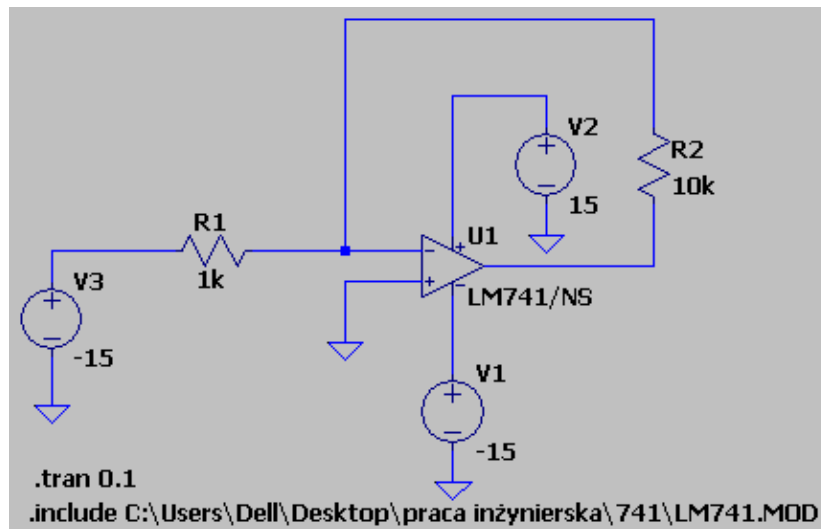 V2
R2
10k
15
R1
1k
U1
V3
LM741/NS
-15
V1
-15
.tran 0.1
.include C:\Users\Dell\Desktop\praca inżynierska\741\LM741.MOD